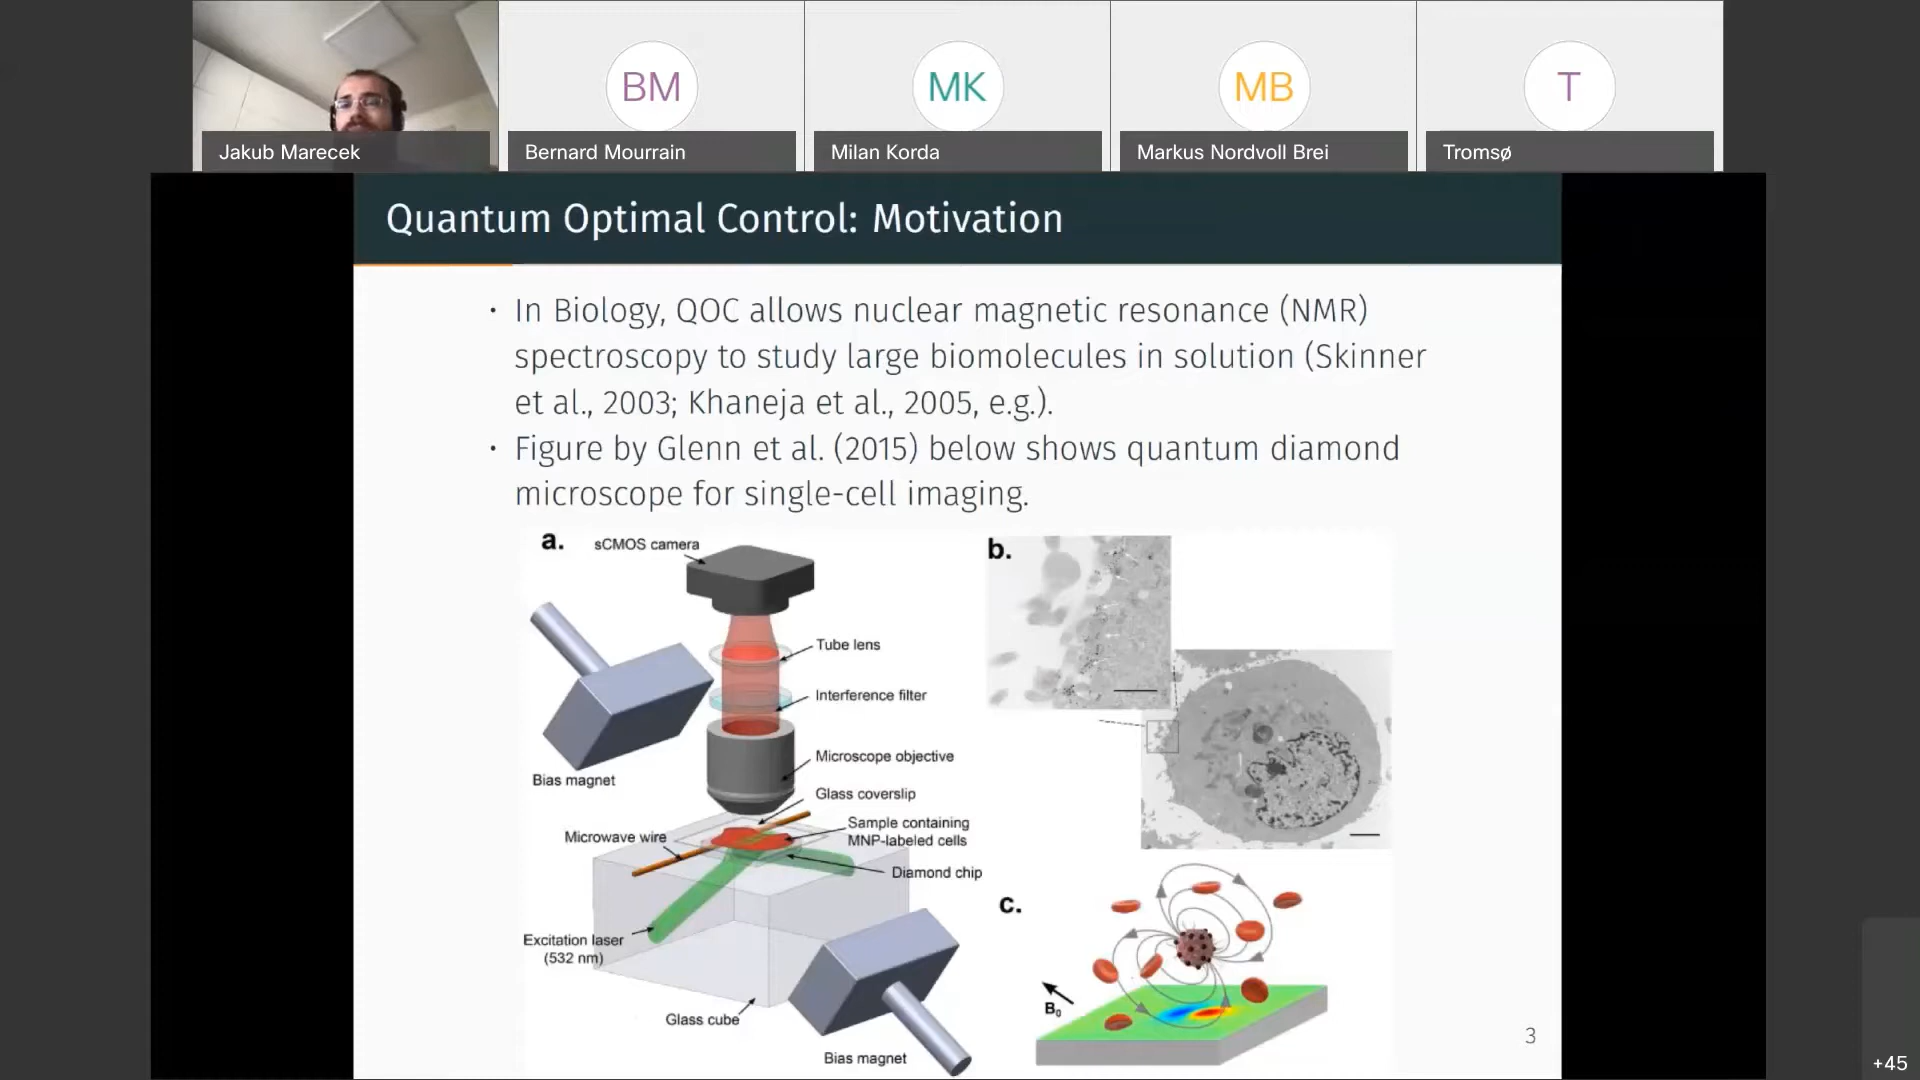 BM
MK
MB
T
Jakub Marecek
Bernard Mourrain
Milan Korda
Markus Nordvoll Brei
Tromsø
Quantum Optimal Control: Motivation
• In Biology, QOC allows nuclear magnetic resonance (NMR)
spectroscopy to study large biomolecules in solution (Skinner
et al., 2003; Khaneja et al., 2005, e.g.).
• Figure by Glenn et al. (2015) below shows quantum diamond
microscope for single-cell imaging.
a.
sCMOS camera
Tube lens
Interference filter
Bias magnet
Microscope objective
Glass coverslip
Microwave wire
Sample containing
MNP-labeled cells
Diamond chip
Excitation laser
(532 nm)
Glass cube
Bias magnet
b.
c.
B0
3
+45